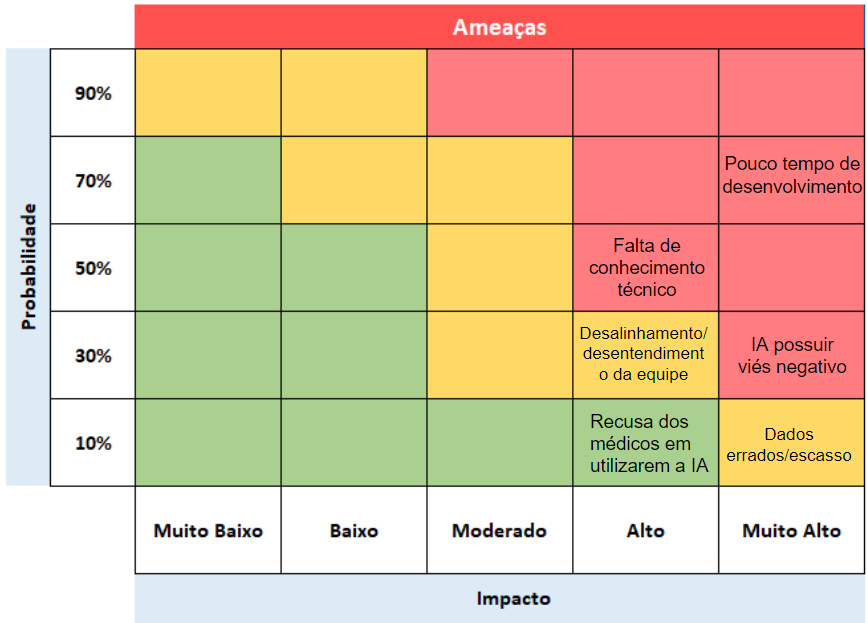 Ameaças
Probabilidade
90%
70%
Pouco tempo de
desenvolvimento
50%
Falta de
conhecimento
técnico
30%
Desalinhamento/
desentendiment
o da equipe
IA possuir
viés negativo
10%
Recusa dos
médicos em
utilizarem a IA
Dados
errados/escasso
Muito Baixo
Baixo
Moderado
Alto
Muito Alto
Impacto